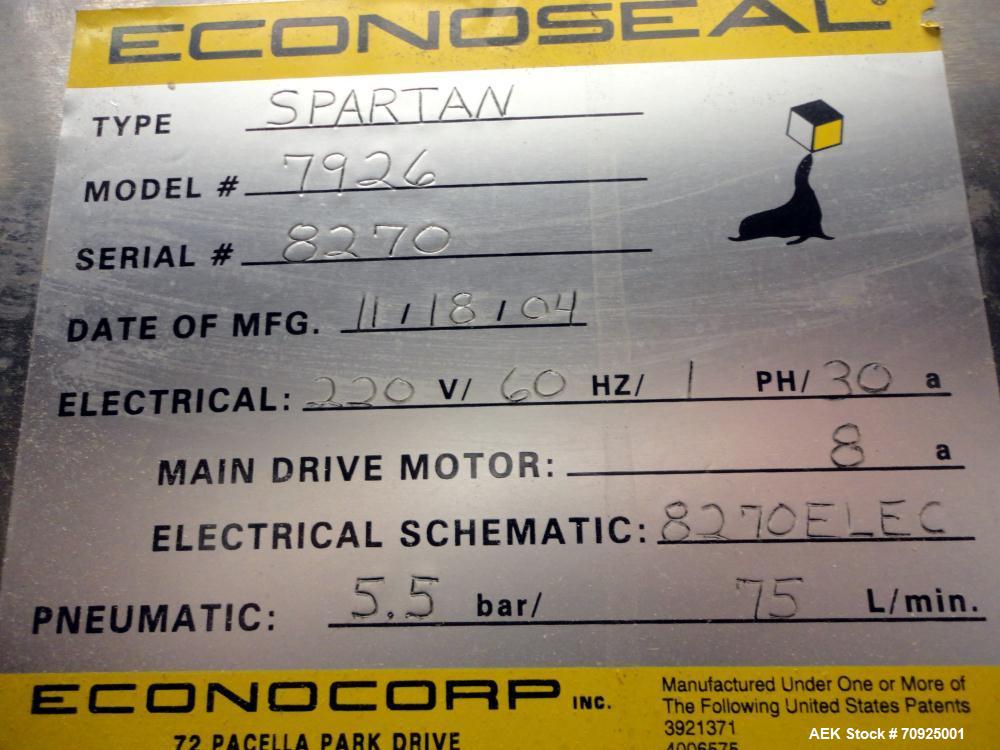 ECONOSEAL®
TYPE SPARTAN
MODEL # 7926
SERIAL # 8270
DATE OF MFG. 11/18/04
ELECTRICAL: 220 V/ 60 HZ/ 1 PH/ 30 a
MAIN DRIVE MOTOR: 8 a
ELECTRICAL SCHEMATIC: 8270ELEC
PNEUMATIC: 5.5 bar/ 75 L/min.
ECONOCORP INC.
72 PACELLA PARK DRIVE
Manufactured Under One or More of
The Following United States Patents
3921371
4006575
AEK Stock #70925001